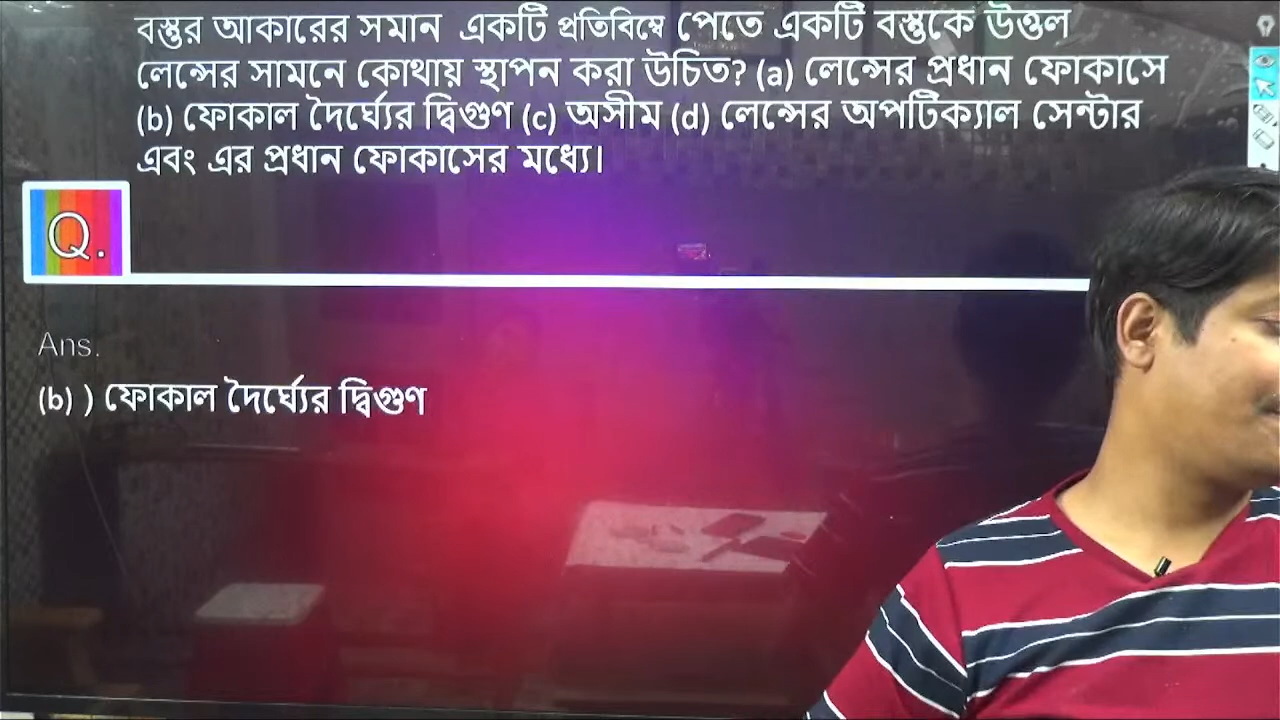 বস্তুর আকারের সমান একটি প্রতিবিম্বে পেতে একটি বস্তুকে উত্তল
লেন্সের সামনে কোথায় স্থাপন করা উচিত? (a) লেন্সের প্রধান ফোকাসে
(b) ফোকাল দৈর্ঘ্যের দ্বিগুণ (c) অসীম (d) লেন্সের অপটিক্যাল সেন্টার
এবং এর প্রধান ফোকাসের মধ্যে।
Q.
Ans.
(b) ) ফোকাল দৈর্ঘ্যের দ্বিগুণ